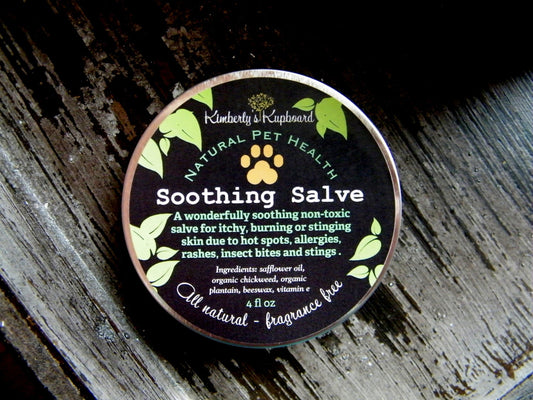 Kimberly's Kupboard
Natural Pet Health
Soothing Salve
A wonderfully soothing non-toxic
salve for itchy, burning or stinging
skin due to hot spots, allergies,
rashes, insect bites and stings .
Ingredients: safflower oil,
organic chickweed, organic
plantain, beeswax, vitamin e
4 fl oz
All natural - fragrance free